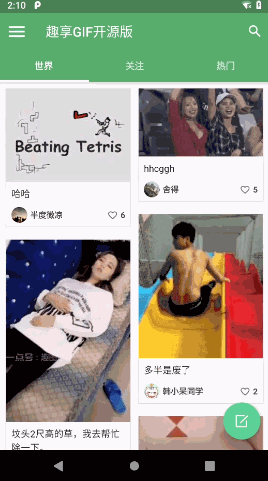 2:10
趣享GIF开源版
世界
关注
热门
Beating Tetris
哈哈
半度微凉
6
hhcggh
舍得
5
一点号
坟头2尺高的草，我去帮忙
除一下。
多半是废了
韩小呆同学
2